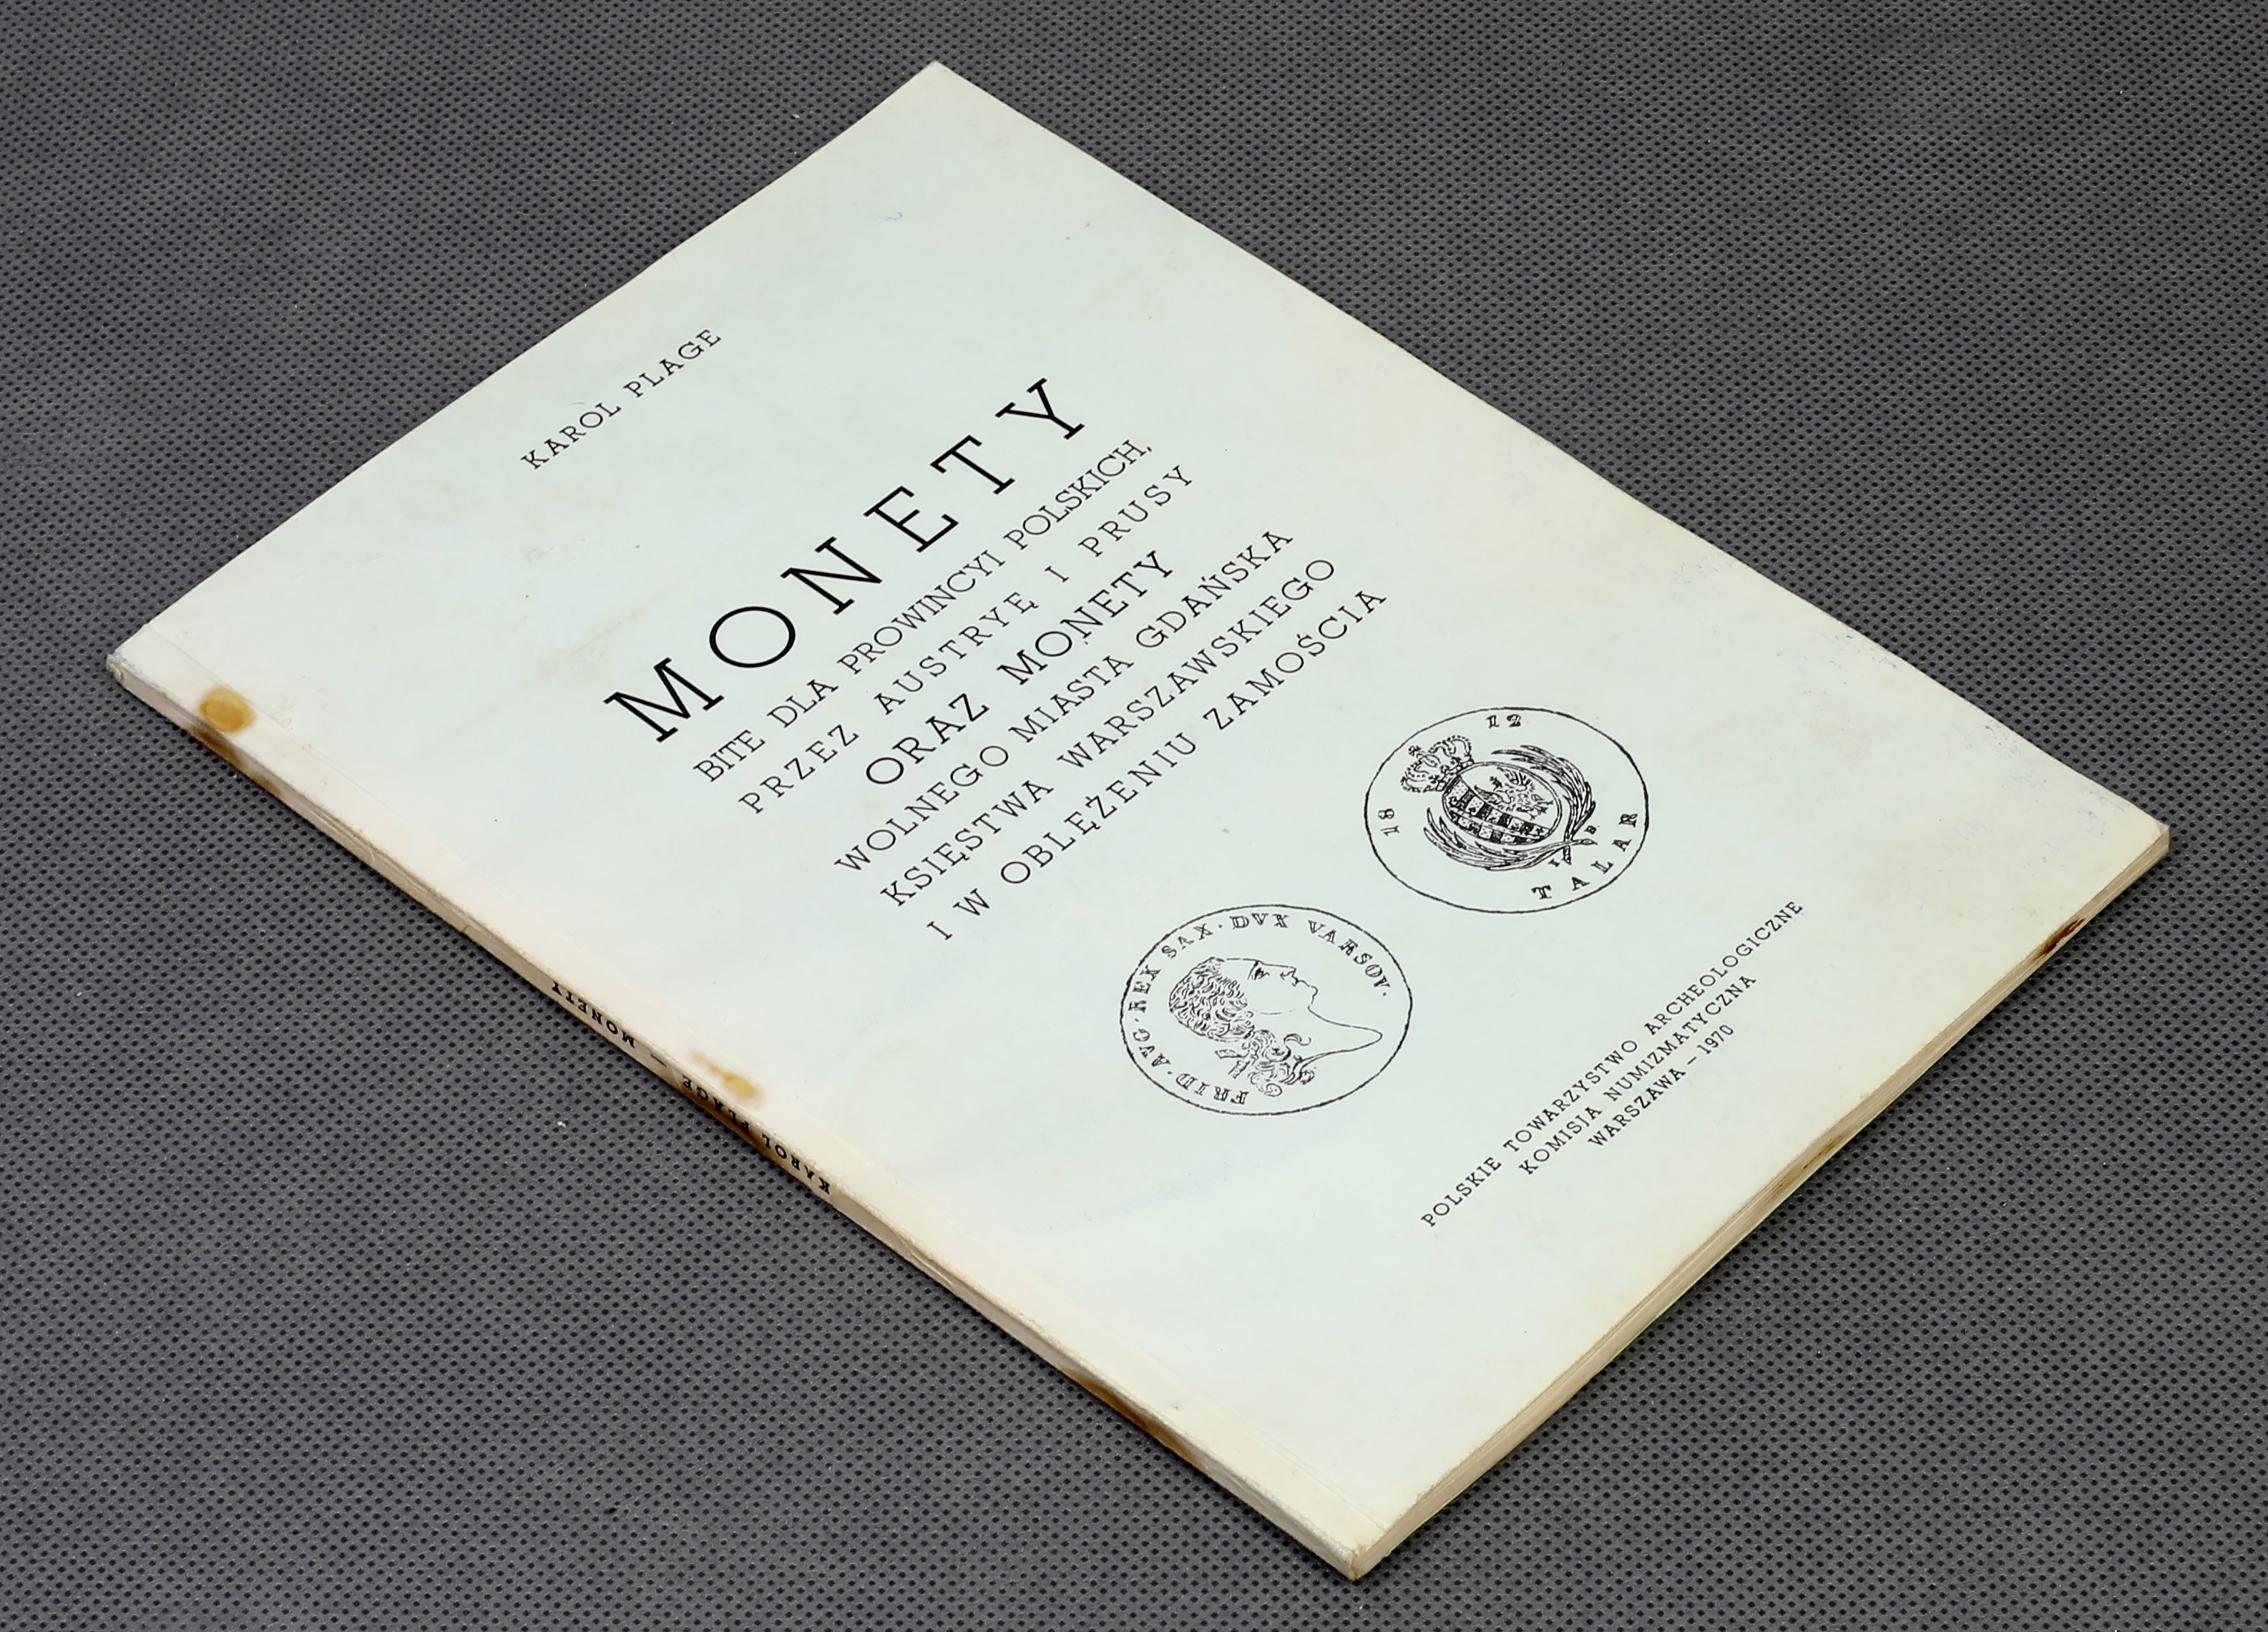 KAROL PLAGE
MONETY
BITE DLA PROWINCYI POLSKICH,
PRZEZ AUSTRYĘ I PRUSY
ORAZ MONETY
WOLNEGO MIASTA GDAŃSKA
KSIĘSTWA WARSZAWSKIEGO
I W OBLĘŻENIU ZAMOŚCIA
FRID·AVG·REX SAX·DVX VARSOV·
18 12
I B
TALAR
POLSKIE TOWARZYSTWO ARCHEOLOGICZNE
KOMISJA NUMIZMATYCZNA
WARSZAWA – 1970
KAROL PLAGE — MONETY